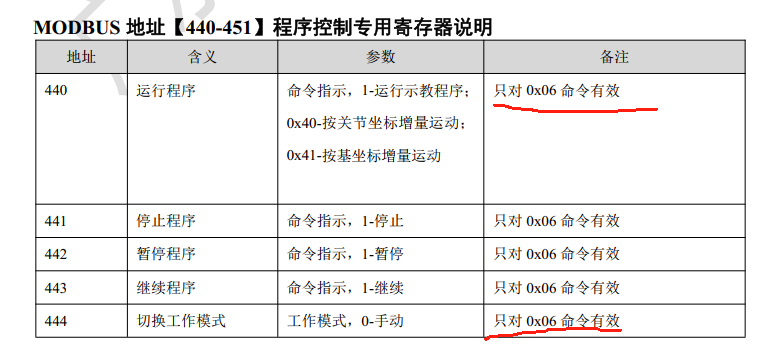 MODBUS 地址【440-451】程序控制专用寄存器说明
地址 含义 参数 备注
440 运行程序 命令指示，1-运行示教程序； 只对 0x06 命令有效
0x40-按关节坐标增量运动；
0x41-按基坐标增量运动
441 停止程序 命令指示，1-停止 只对 0x06 命令有效
442 暂停程序 命令指示，1-暂停 只对 0x06 命令有效
443 继续程序 命令指示，1-继续 只对 0x06 命令有效
444 切换工作模式 工作模式，0-手动 只对 0x06 命令有效